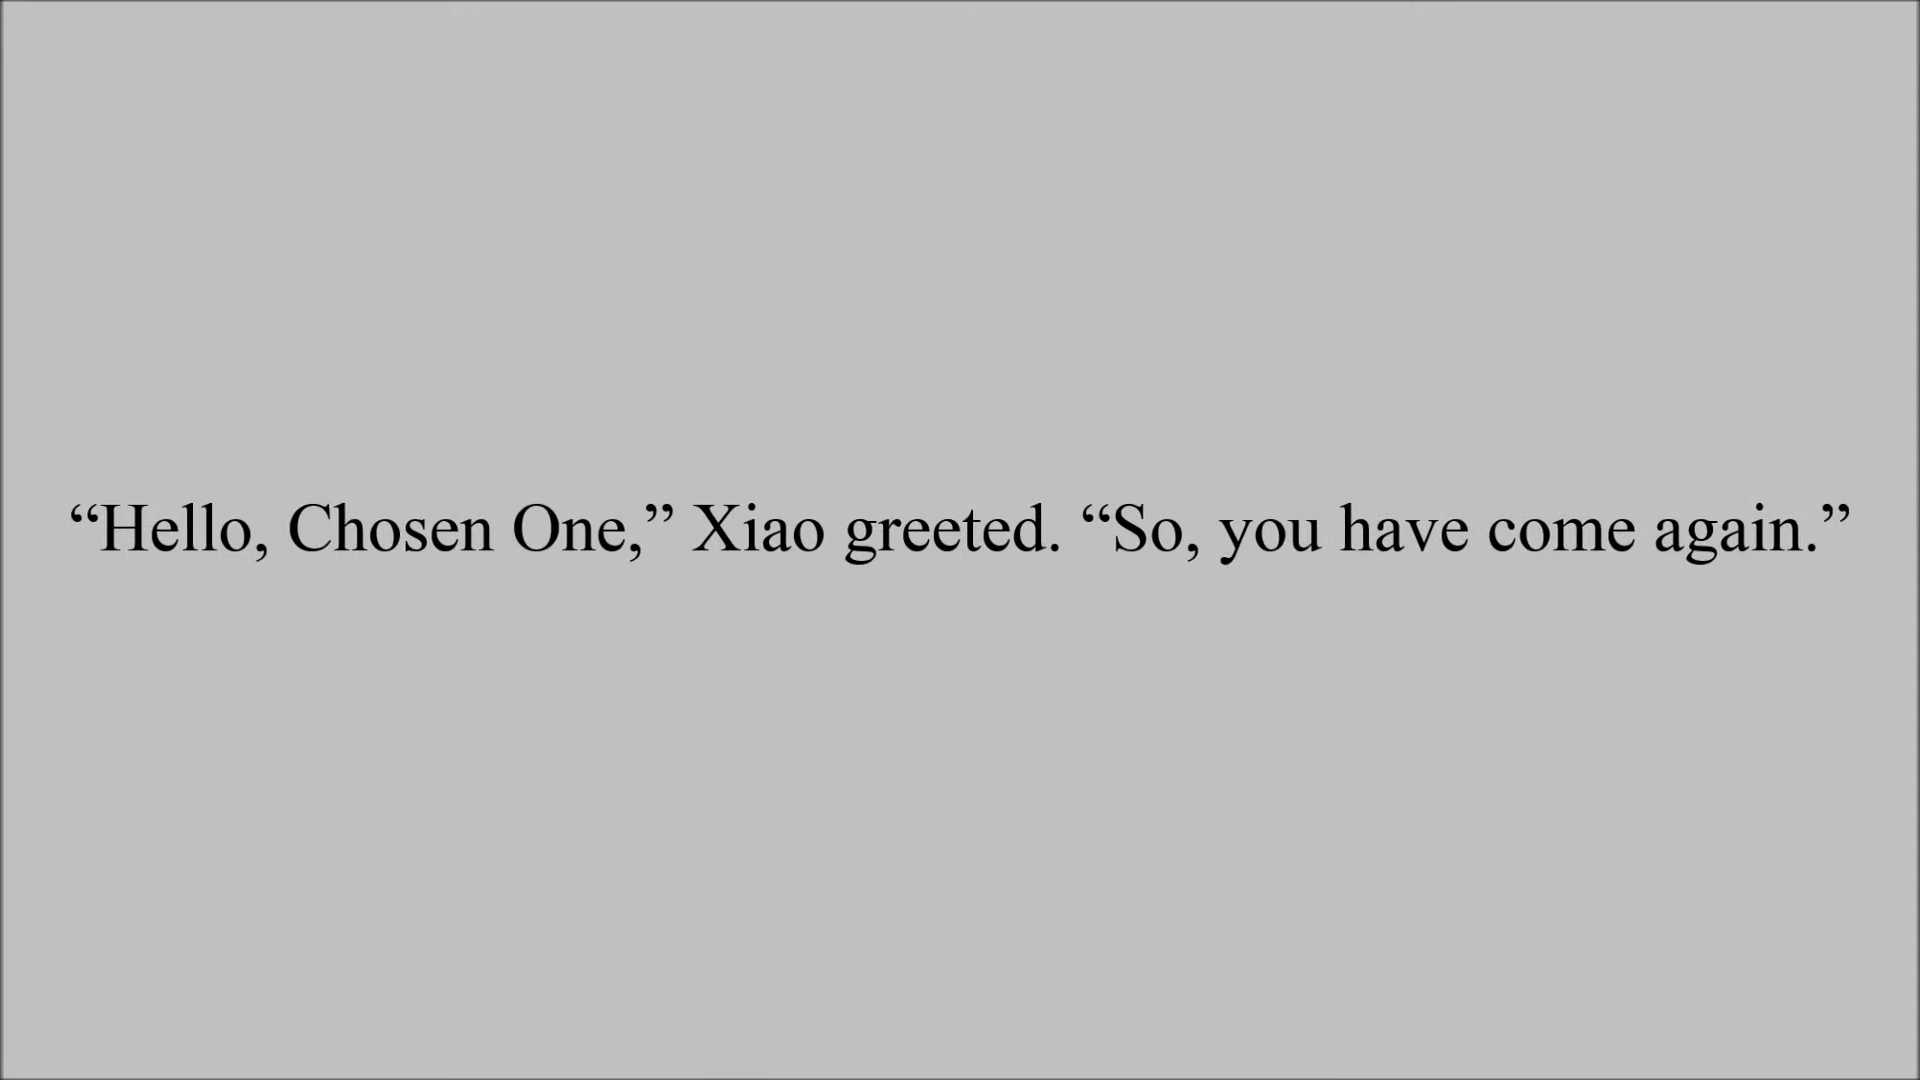 “Hello, Chosen One,” Xiao greeted. “So, you have come again.”